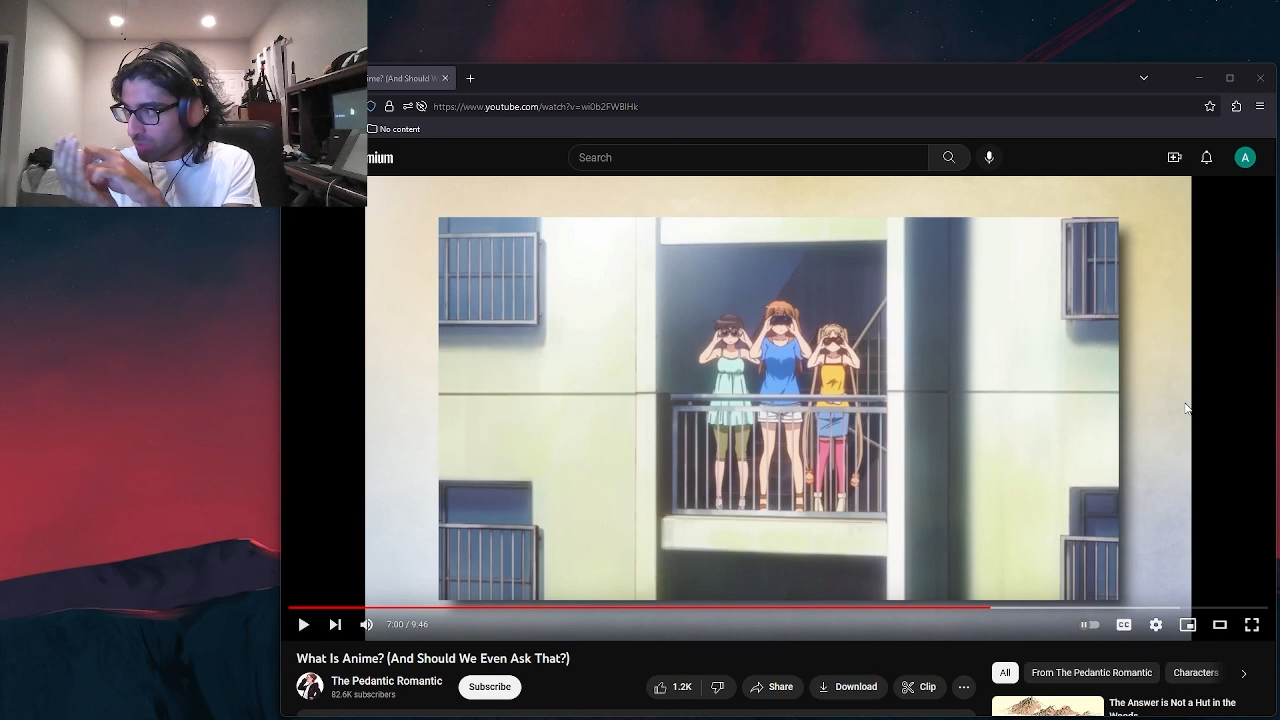 ime? (And Should W
https://www.youtube.com/watch?v=wi0b2FWBlHk
No content
mium
Search
A
7:00 / 9:46
CC
What Is Anime? (And Should We Even Ask That?)
The Pedantic Romantic
82.6K subscribers
Subscribe
1.2K
Share
Download
Clip
All
From The Pedantic Romantic
Characters
The Answer is Not a Hut in the
Woods